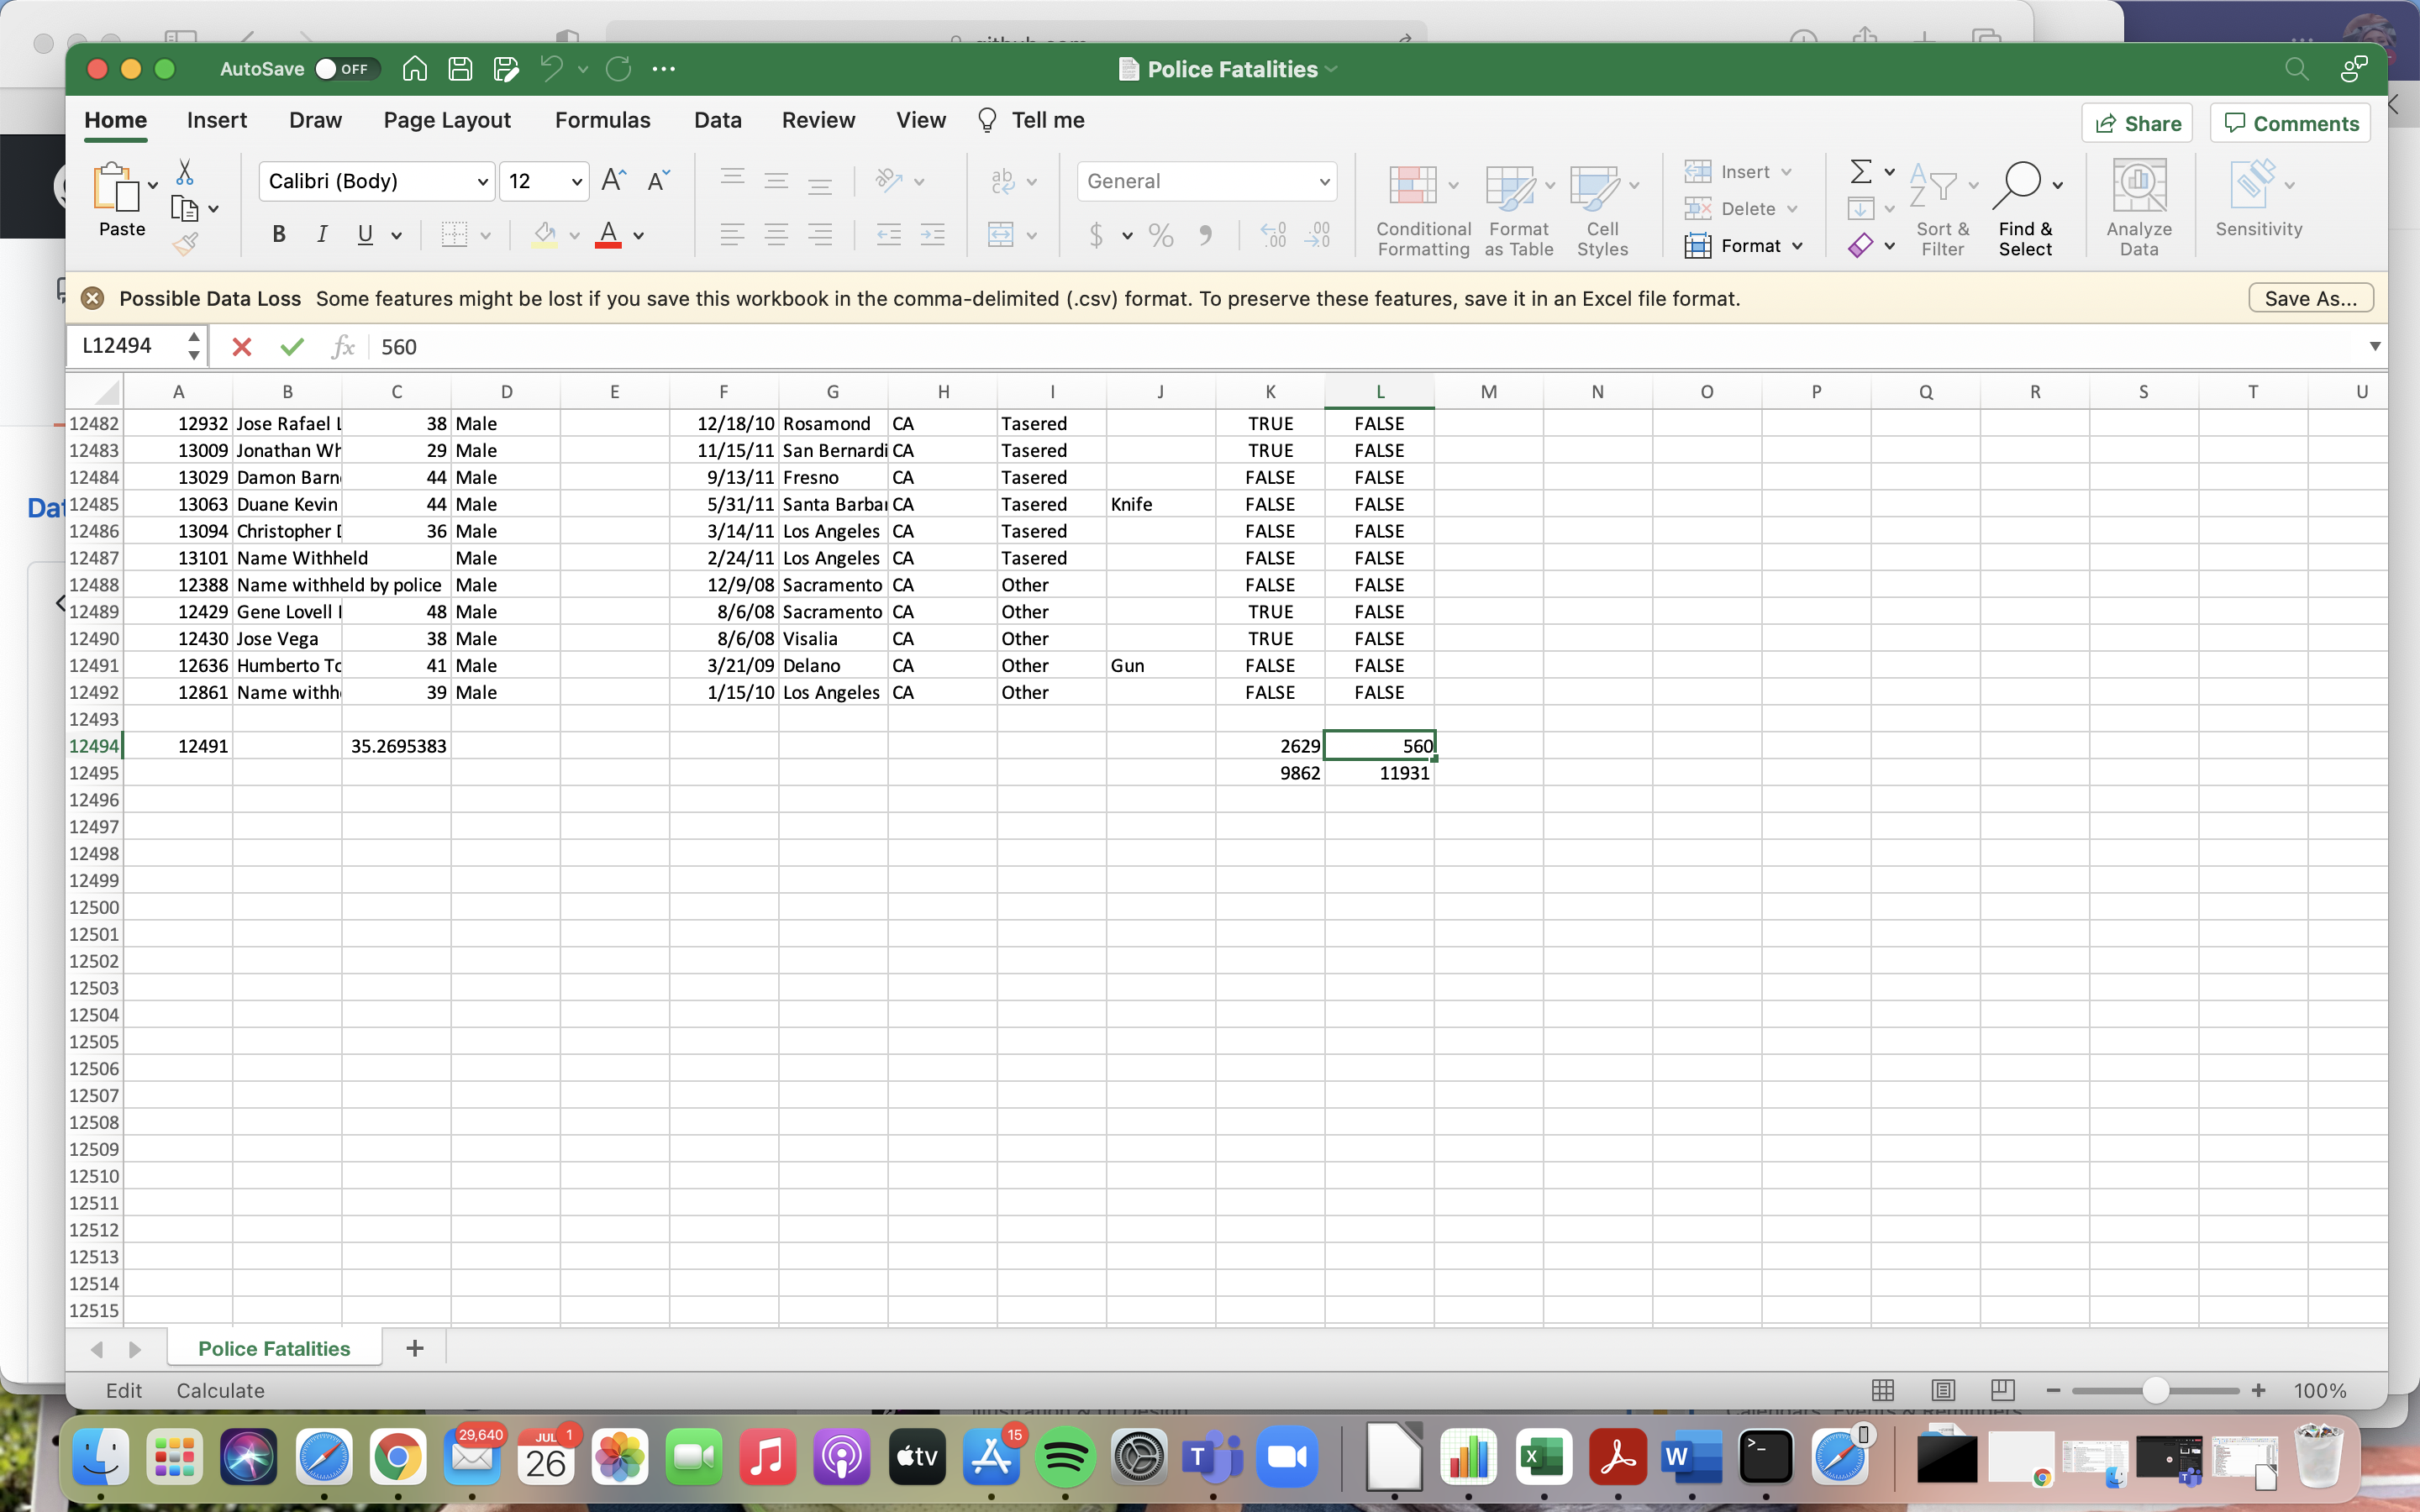 AutoSave OFF Police Fatalities
Home Insert Draw Page Layout Formulas Data Review View Tell me Share Comments
Paste Calibri (Body) 12 General Conditional Formatting Format as Table Cell Styles Insert Delete Format Sort & Filter Find & Select Analyze Data Sensitivity
Possible Data Loss Some features might be lost if you save this workbook in the comma-delimited (.csv) format. To preserve these features, save it in an Excel file format. Save As...
L12494 fx 560
A B C D E F G H I J K L M N O P Q R S T U
12482 12932 Jose Rafael 38 Male 12/18/10 Rosamond CA Tasered TRUE FALSE
12483 13009 Jonathan Wh 29 Male 11/15/11 San Bernardi CA Tasered TRUE FALSE
12484 13029 Damon Barn 44 Male 9/13/11 Fresno CA Tasered FALSE FALSE
12485 13063 Duane Kevin 44 Male 5/31/11 Santa Barba CA Tasered Knife FALSE FALSE
12486 13094 Christopher 36 Male 3/14/11 Los Angeles CA Tasered FALSE FALSE
12487 13101 Name Withheld Male 2/24/11 Los Angeles CA Tasered FALSE FALSE
12488 12388 Name withheld by police Male 12/9/08 Sacramento CA Other FALSE FALSE
12489 12429 Gene Lovell 48 Male 8/6/08 Sacramento CA Other TRUE FALSE
12490 12430 Jose Vega 38 Male 8/6/08 Visalia CA Other TRUE FALSE
12491 12636 Humberto To 41 Male 3/21/09 Delano CA Other Gun FALSE FALSE
12492 12861 Name withh 39 Male 1/15/10 Los Angeles CA Other FALSE FALSE
12493
12494 12491 35.2695383 2629 560
12495 9862 11931
12496
12497
12498
12499
12500
12501
12502
12503
12504
12505
12506
12507
12508
12509
12510
12511
12512
12513
12514
12515
Police Fatalities +
Edit Calculate 100%
29,640 JUL 1 26 tv 15 T X W